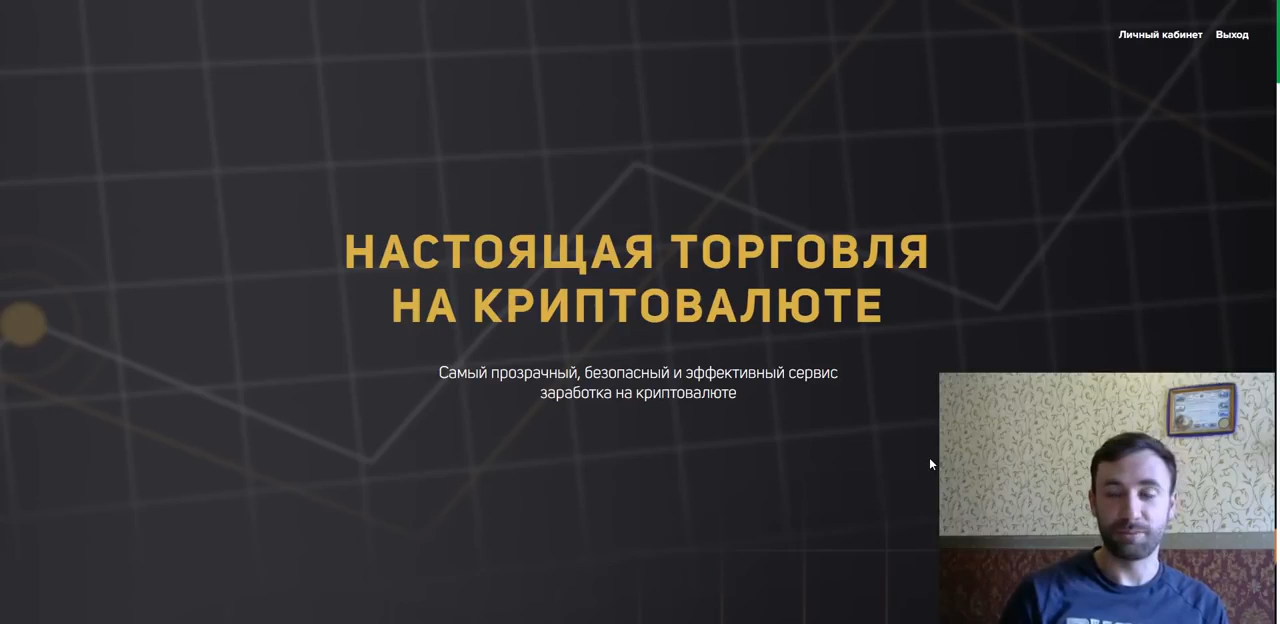 Личный кабинет Выход
НАСТОЯЩАЯ ТОРГОВЛЯ
НА КРИПТОВАЛЮТЕ
Самый прозрачный, безопасный и эффективный сервис
заработка на криптовалюте